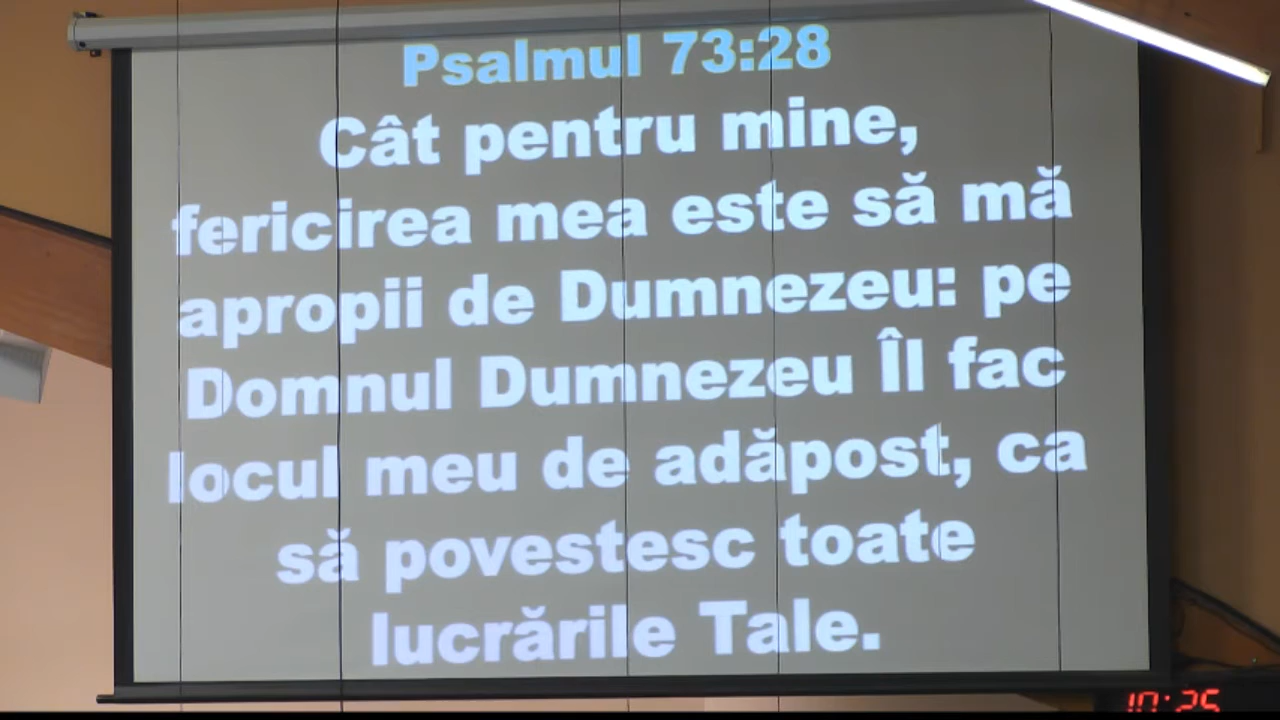 Psalmul 73:28
Cât pentru mine,
fericirea mea este să mă
apropii de Dumnezeu: pe
Domnul Dumnezeu Îl fac
locul meu de adăpost, ca
să povestesc toate
lucrările Tale.
10:25